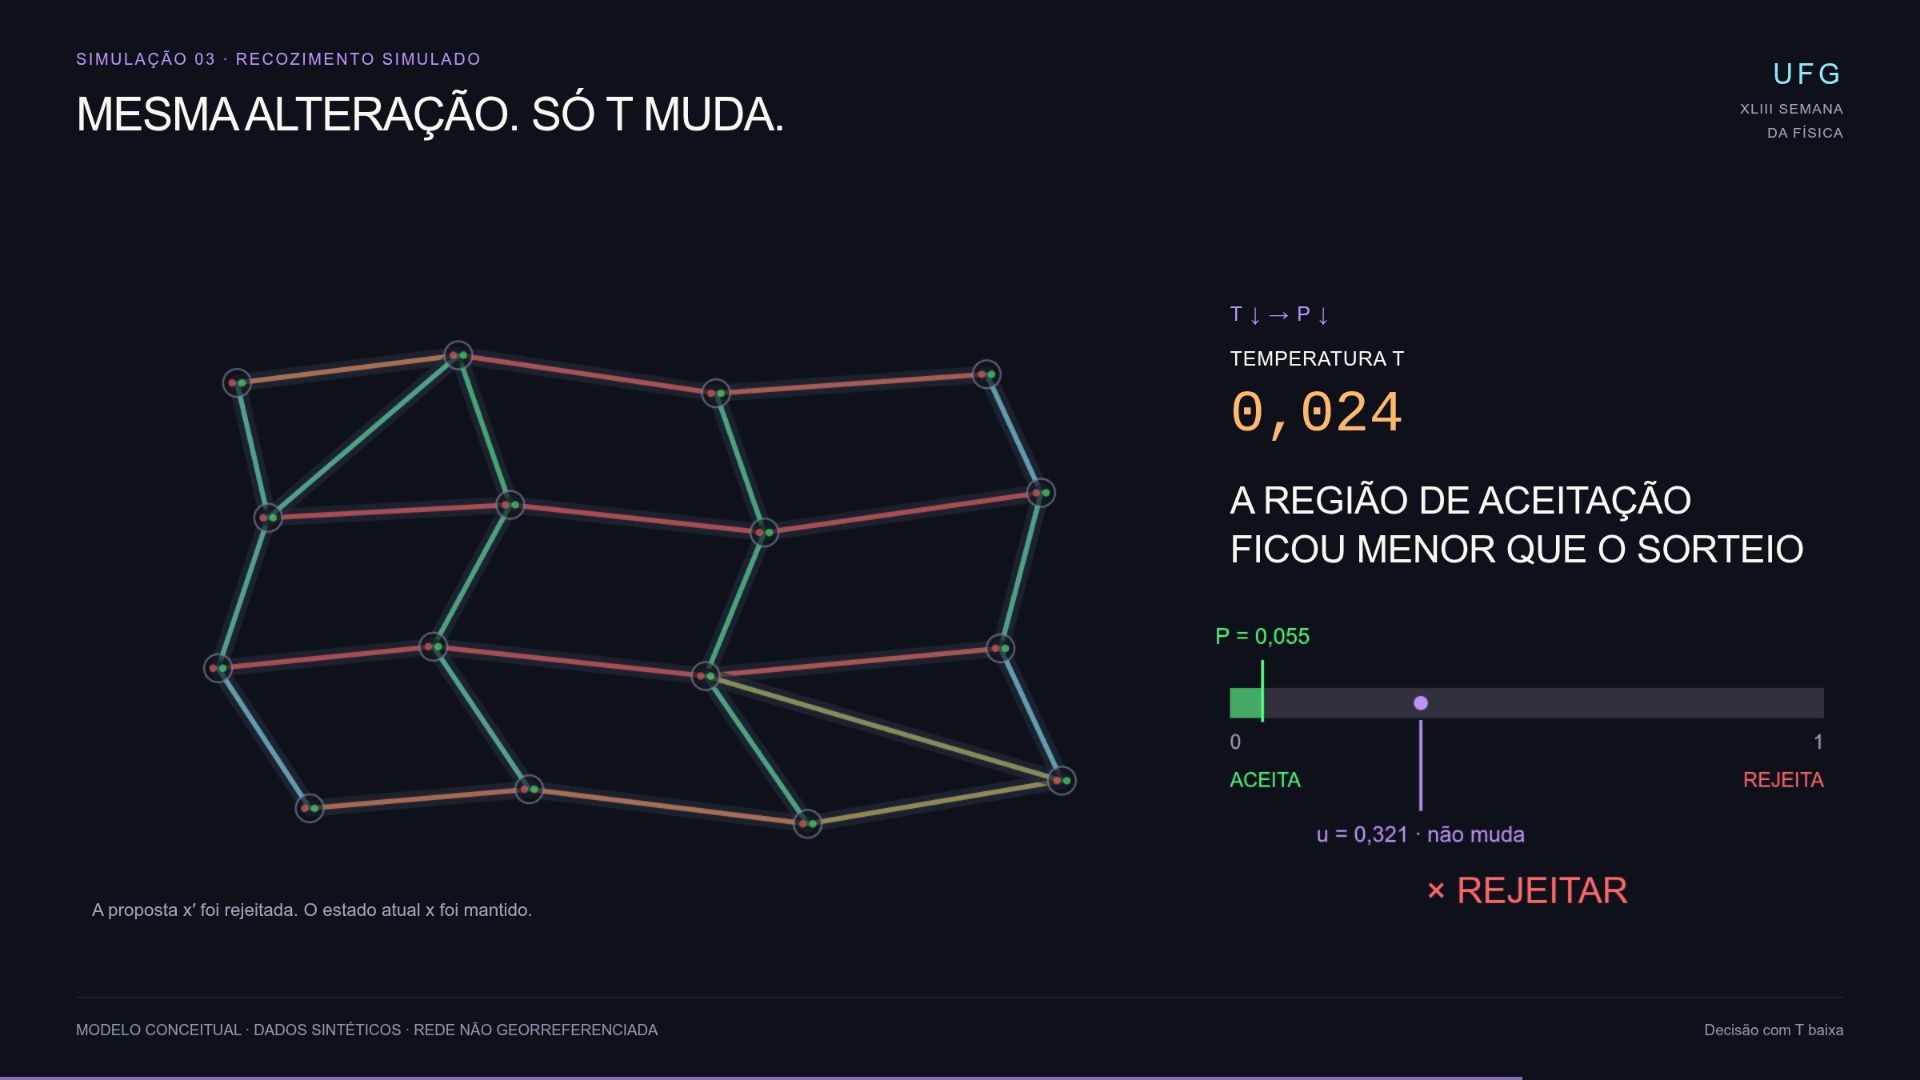 SIMULAÇÃO 03 · RECOZIMENTO SIMULADO
MESMA ALTERAÇÃO. SÓ T MUDA.
UFG
XLIII SEMANA
DA FÍSICA
T ↓ → P ↓
TEMPERATURA T
0,024
A REGIÃO DE ACEITAÇÃO
FICOU MENOR QUE O SORTEIO
P = 0,055
0 1
ACEITA REJEITA
u = 0,321 · não muda
× REJEITAR
A proposta x′ foi rejeitada. O estado atual x foi mantido.
MODELO CONCEITUAL · DADOS SINTÉTICOS · REDE NÃO GEORREFERENCIADA
Decisão com T baixa